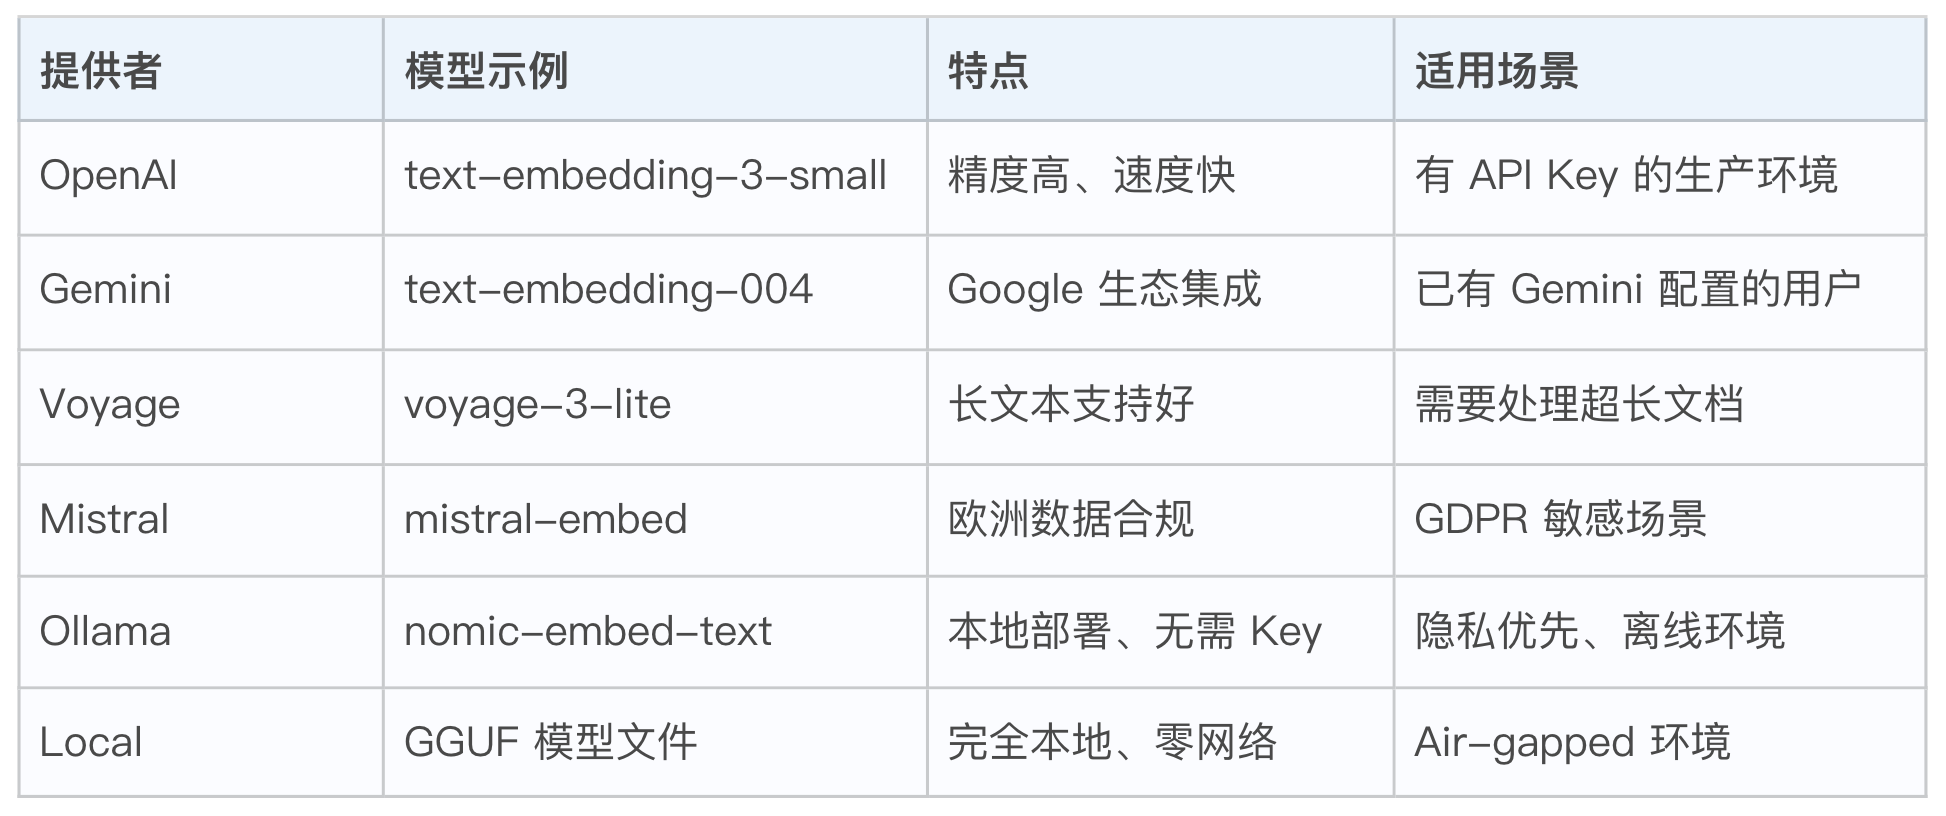 提供者 模型示例 特点 适用场景
OpenAI text-embedding-3-small 精度高、速度快 有 API Key 的生产环境
Gemini text-embedding-004 Google 生态集成 已有 Gemini 配置的用户
Voyage voyage-3-lite 长文本支持好 需要处理超长文档
Mistral mistral-embed 欧洲数据合规 GDPR 敏感场景
Ollama nomic-embed-text 本地部署、无需 Key 隐私优先、离线环境
Local GGUF 模型文件 完全本地、零网络 Air-gapped 环境